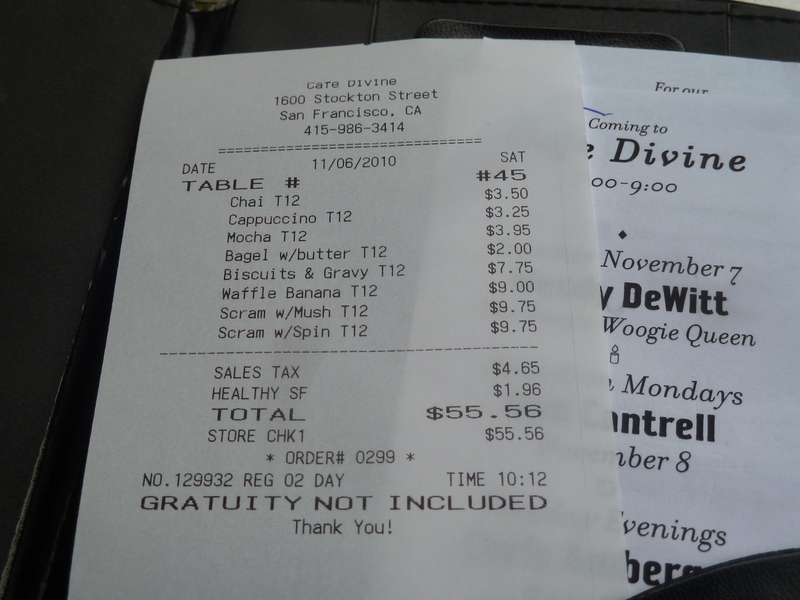 Cafe Divine
1600 Stockton Street
San Francisco, CA
415-986-3414
==============================
DATE 11/06/2010 SAT
TABLE # #45
Chai T12 $3.50
Cappuccino T12 $3.25
Mocha T12 $3.95
Bagel w/butter T12 $2.00
Biscuits & Gravy T12 $7.75
Waffle Banana T12 $9.00
Scram w/Mush T12 $9.75
Scram w/Spin T12 $9.75
SALES TAX $4.65
HEALTHY SF $1.96
TOTAL $55.56
STORE CHK1 $55.56
* ORDER# 0299 *
NO.129932 REG 02 DAY TIME 10:12
GRATUITY NOT INCLUDED
Thank You!
For our
Coming to
e Divine
00-9:00
November 7
y DeWitt
Woogie Queen
Mondays
ntrell
mber 8
venings
berg